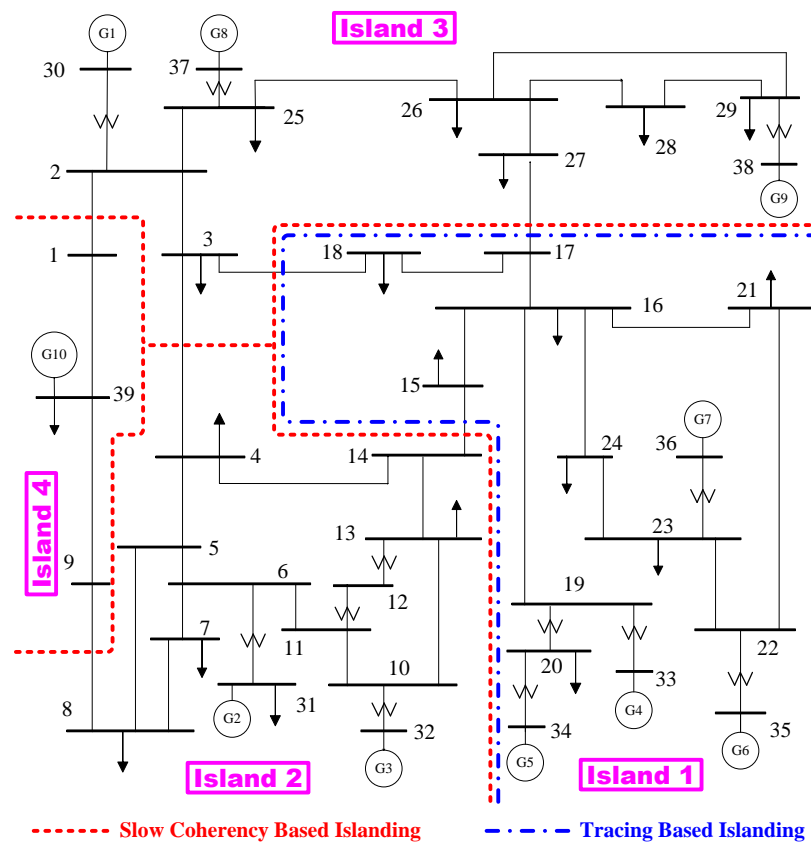 G1
G8
Island 3
30
37
25
26
28
29
2
27
38
G9
3
18
17
1
21
16
G10
15
39
G7
4
14
24
36
Island 4
13
23
5
9
6
12
19
7
11
22
10
20
33
8
31
G2
32
34
G4
35
G3
G5
G6
Island 2
Island 1
Slow Coherency Based Islanding
Tracing Based Islanding